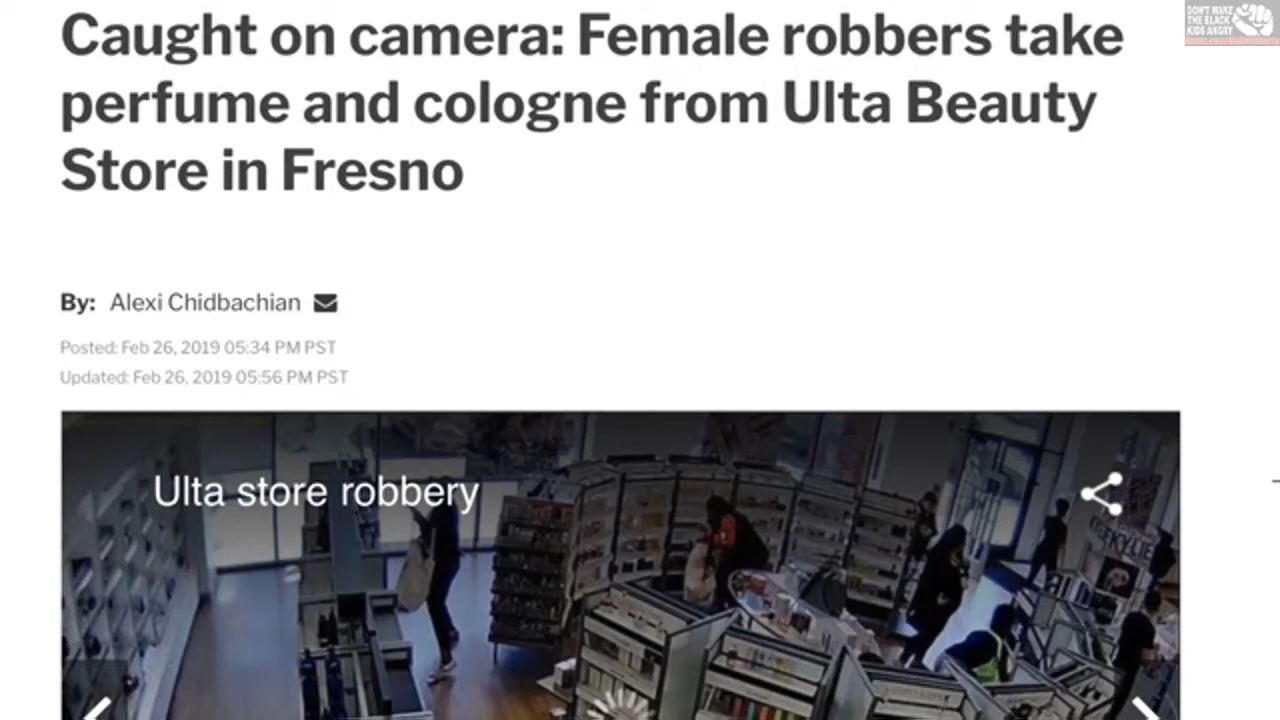 Caught on camera: Female robbers take
perfume and cologne from Ulta Beauty
Store in Fresno
DON'T MAKE
THE BLACK
KIDS ANGRY
By: Alexi Chidbachian
Posted: Feb 26, 2019 05:34 PM PST
Updated: Feb 26, 2019 05:56 PM PST
Ulta store robbery
KYLIE